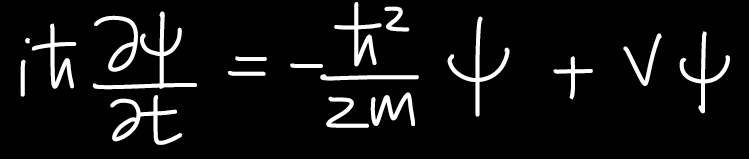 iħ ∂ψ/∂t = -ħ²/2m ψ + Vψ